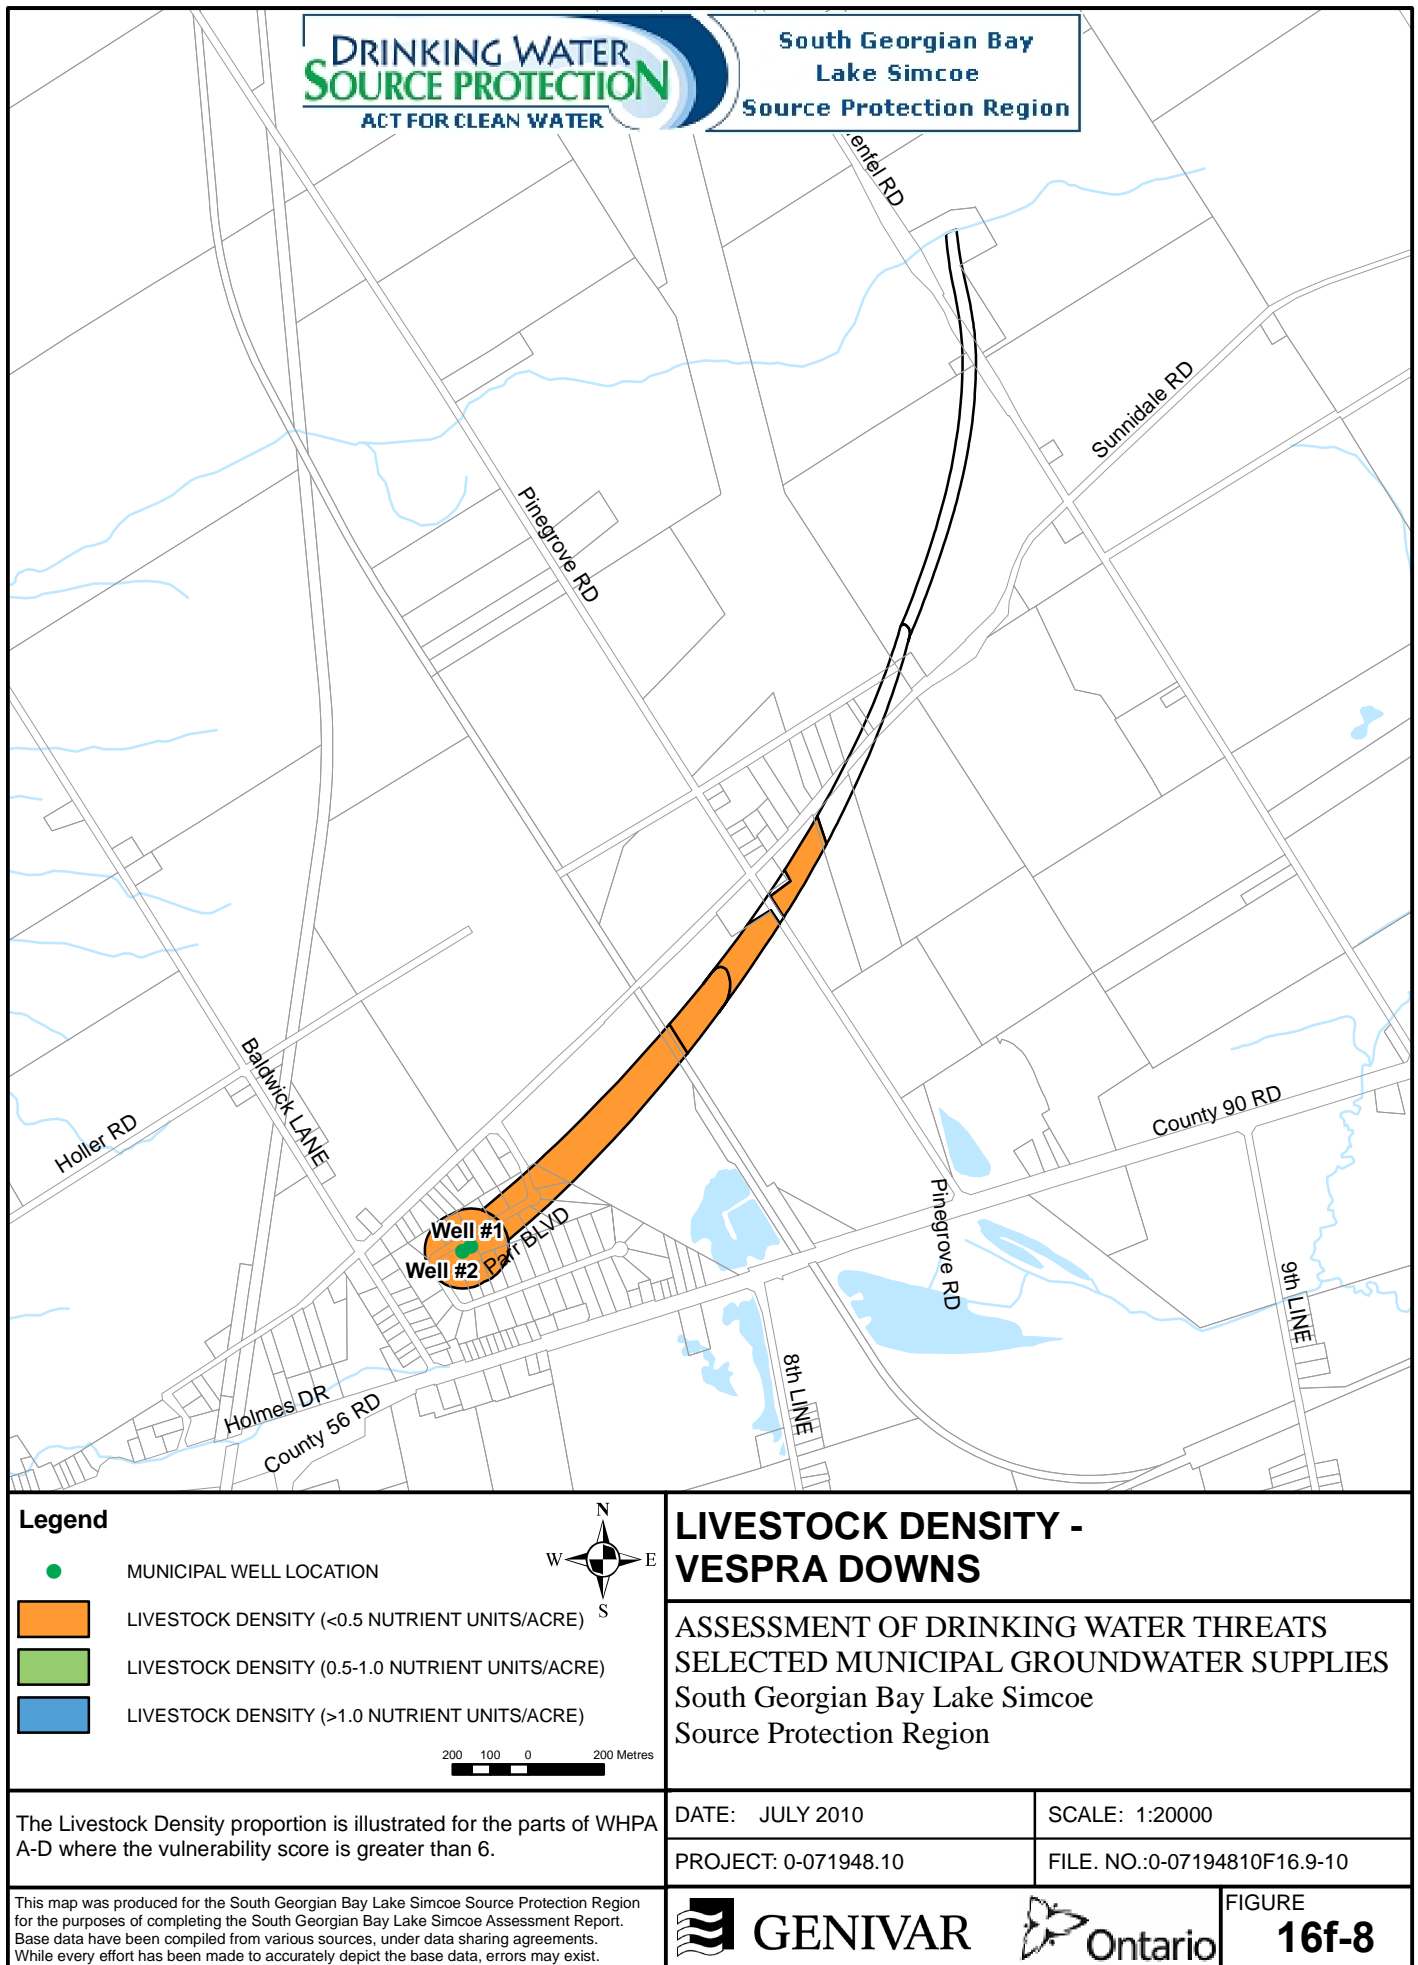 DRINKING WATER
SOURCE PROTECTION
ACT FOR CLEAN WATER
South Georgian Bay
Lake Simcoe
Source Protection Region
enfel RD
Sunnidale RD
Pinegrove RD
Baldwick LANE
Holler RD
County 90 RD
Pinegrove RD
Well #1
Parr BLVD
Well #2
9th LINE
8th LINE
Holmes DR
County 56 RD
Legend
N
W E
S
MUNICIPAL WELL LOCATION
LIVESTOCK DENSITY (<0.5 NUTRIENT UNITS/ACRE)
LIVESTOCK DENSITY (0.5-1.0 NUTRIENT UNITS/ACRE)
LIVESTOCK DENSITY (>1.0 NUTRIENT UNITS/ACRE)
200 100 0 200 Metres
LIVESTOCK DENSITY -
VESPRA DOWNS
ASSESSMENT OF DRINKING WATER THREATS
SELECTED MUNICIPAL GROUNDWATER SUPPLIES
South Georgian Bay Lake Simcoe
Source Protection Region
The Livestock Density proportion is illustrated for the parts of WHPA
A-D where the vulnerability score is greater than 6.
DATE: JULY 2010
SCALE: 1:20000
PROJECT: 0-071948.10
FILE. NO.:0-07194810F16.9-10
This map was produced for the South Georgian Bay Lake Simcoe Source Protection Region
for the purposes of completing the South Georgian Bay Lake Simcoe Assessment Report.
Base data have been compiled from various sources, under data sharing agreements.
While every effort has been made to accurately depict the base data, errors may exist.
GENIVAR
Ontario
FIGURE
16f-8